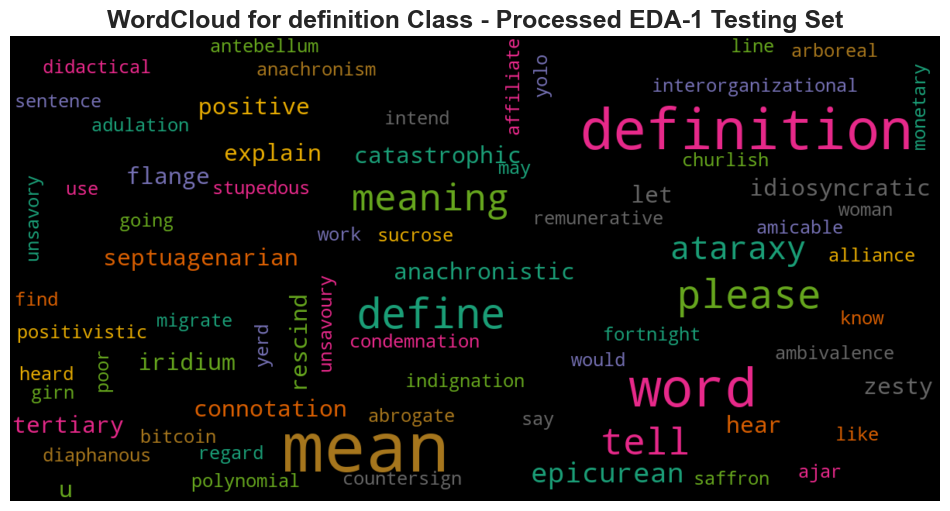 WordCloud for definition Class - Processed EDA-1 Testing Set
antebellum
line
arboreal
didactical
anachronism
affiliate
yolo
interorganizational
monetary
sentence
positive
adulation
intend
definition
explain
catastrophic
may
churlish
unsavory
use
flange
stupedous
meaning
let
idiosyncratic
going
remunerative
woman
work
sucrose
amicable
septuagenarian
ataraxy
alliance
anachronistic
find
please
positivistic
migrate
yerd
rescind
unsavoury
define
know
condemnation
fortnight
heard
poor
iridium
would
ambivalence
girn
indignation
word
zesty
tertiary
connotation
abrogate
say
hear
like
bitcoin
mean
tell
diaphanous
regard
u
polynomial
countersign
epicurean
saffron
ajar